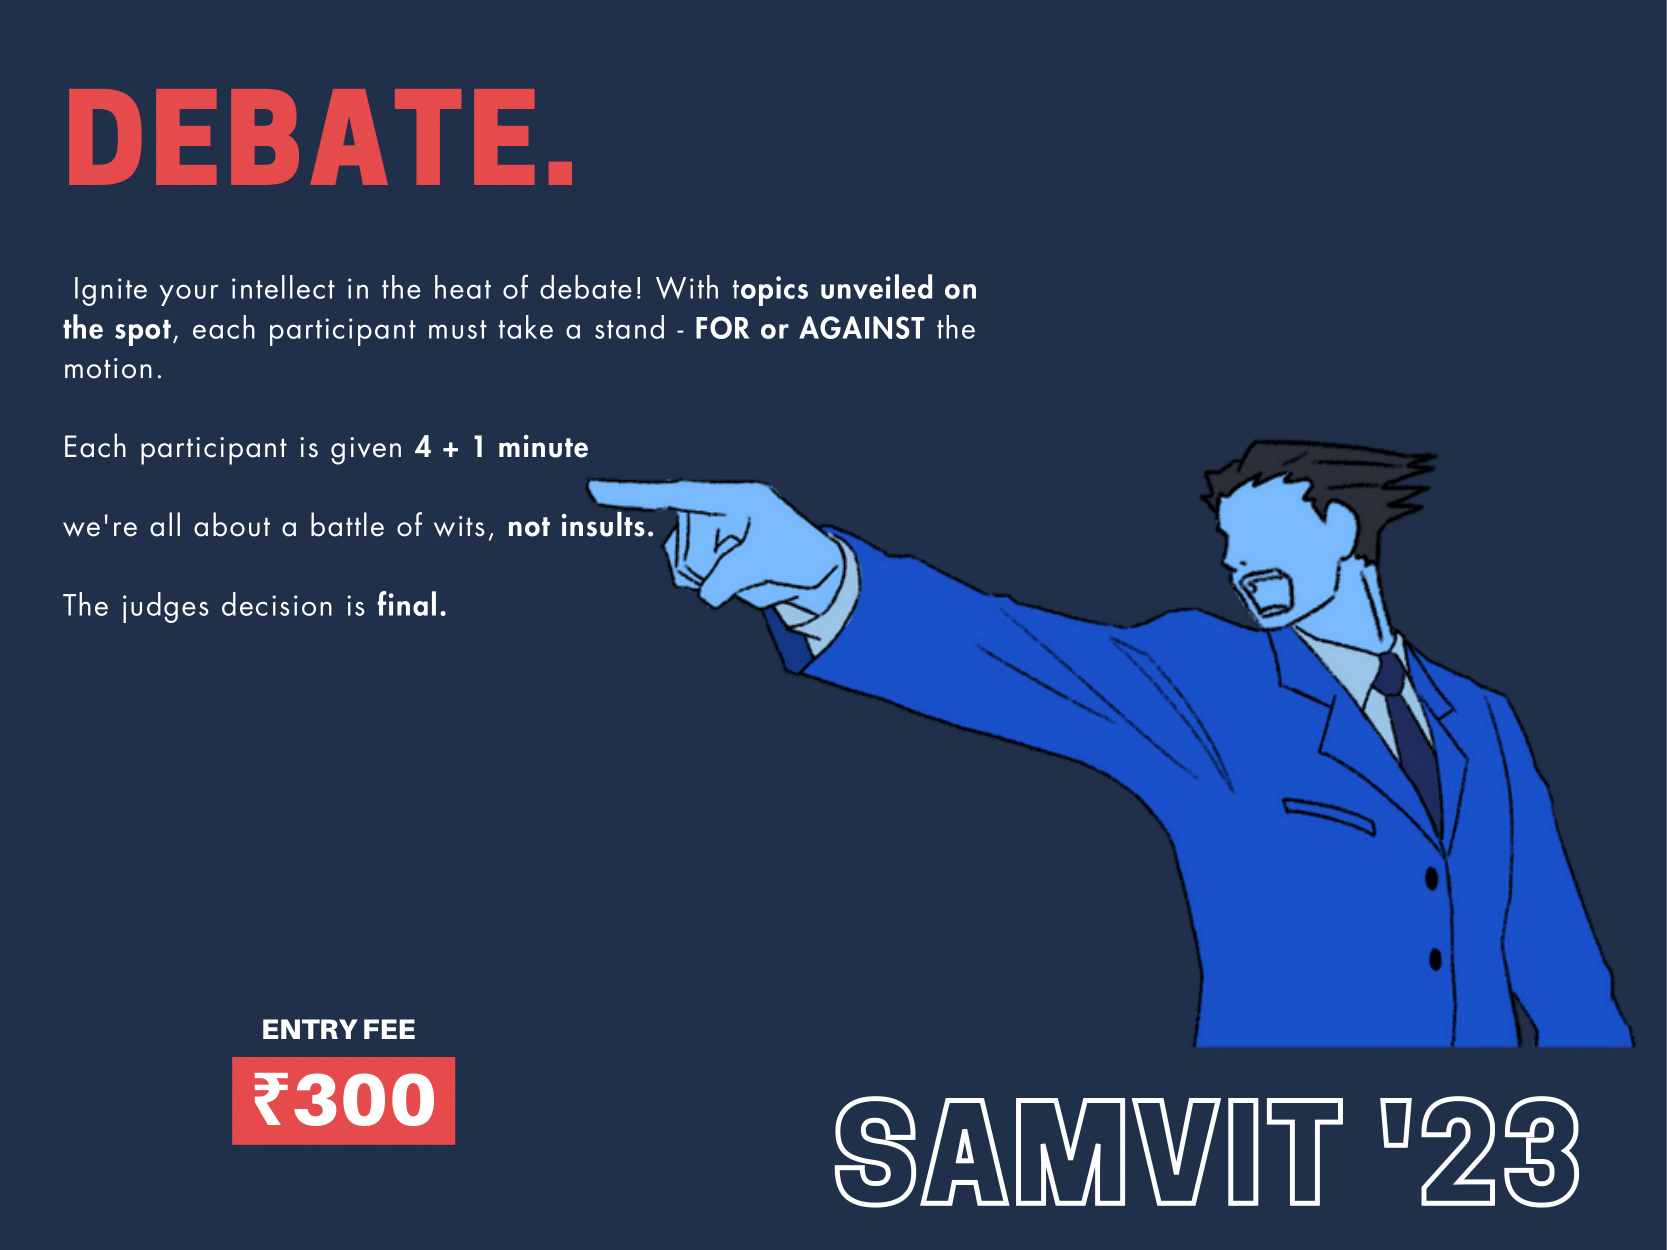 DEBATE.
Ignite your intellect in the heat of debate! With topics unveiled on
the spot, each participant must take a stand - FOR or AGAINST the
motion.
Each participant is given 4 + 1 minute
we're all about a battle of wits, not insults.
The judges decision is final.
ENTRY FEE
₹300
SAMVIT '23